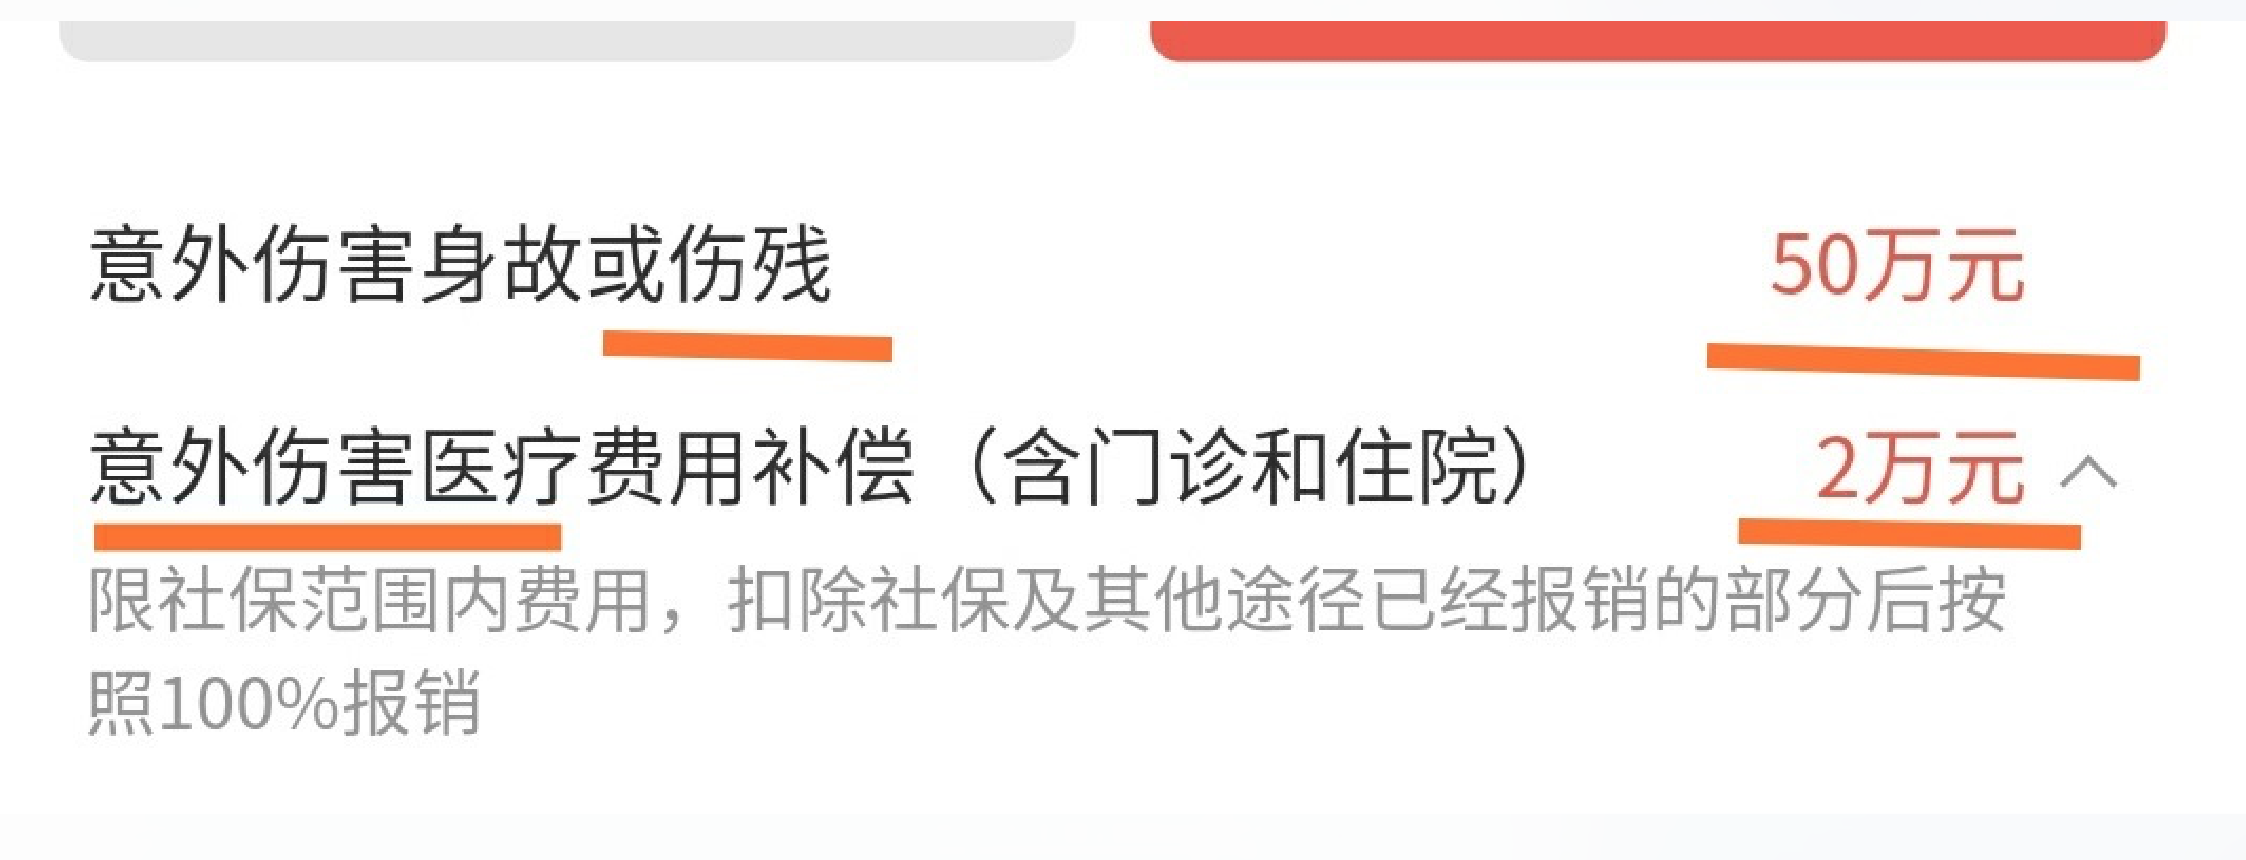 意外伤害身故或伤残 50万元
意外伤害医疗费用补偿（含门诊和住院） 2万元
限社保范围内费用，扣除社保及其他途径已经报销的部分后按
照100%报销